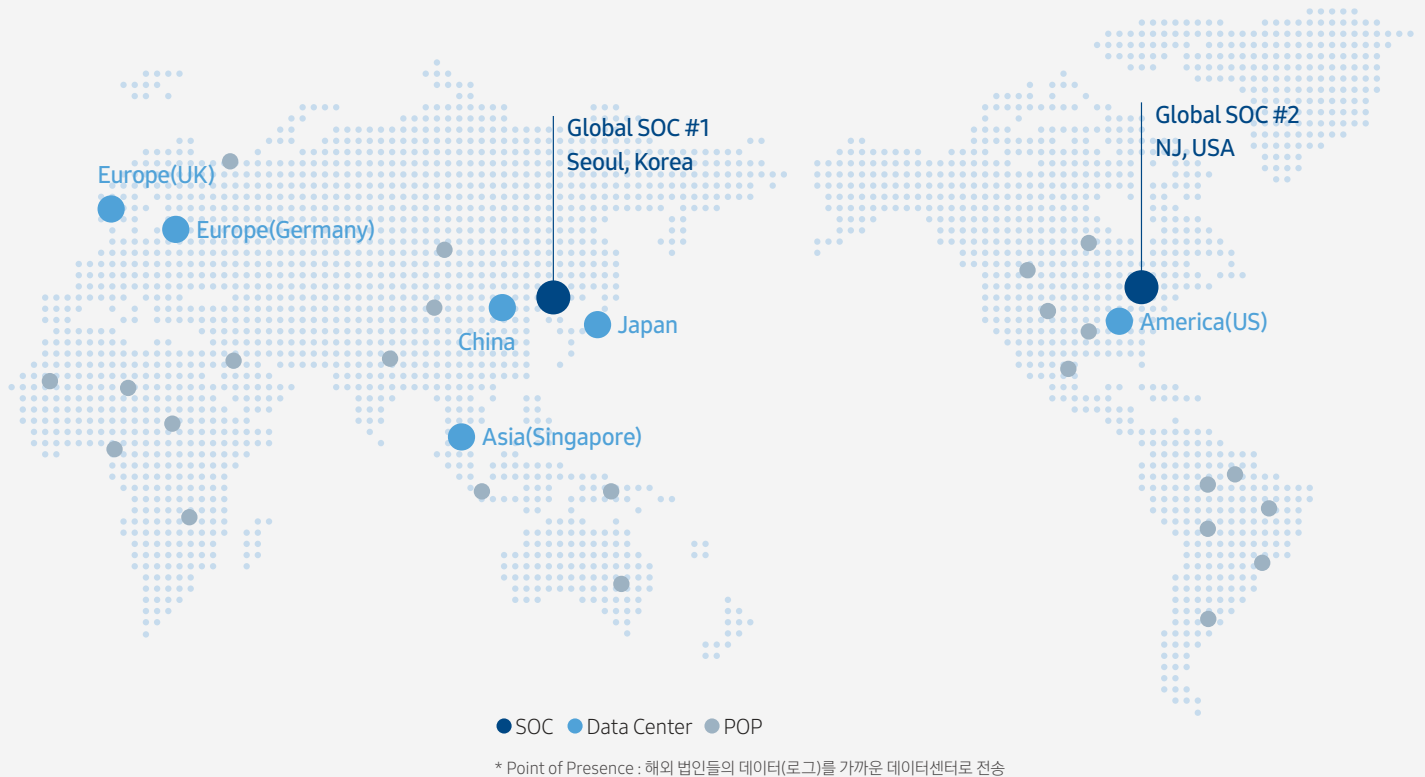 Global SOC #1
Seoul, Korea
Global SOC #2
NJ, USA
Europe(UK)
Europe(Germany)
China
Japan
America(US)
Asia(Singapore)
SOC Data Center POP
* Point of Presence : 해외 법인들의 데이터(로그)를 가까운 데이터센터로 전송